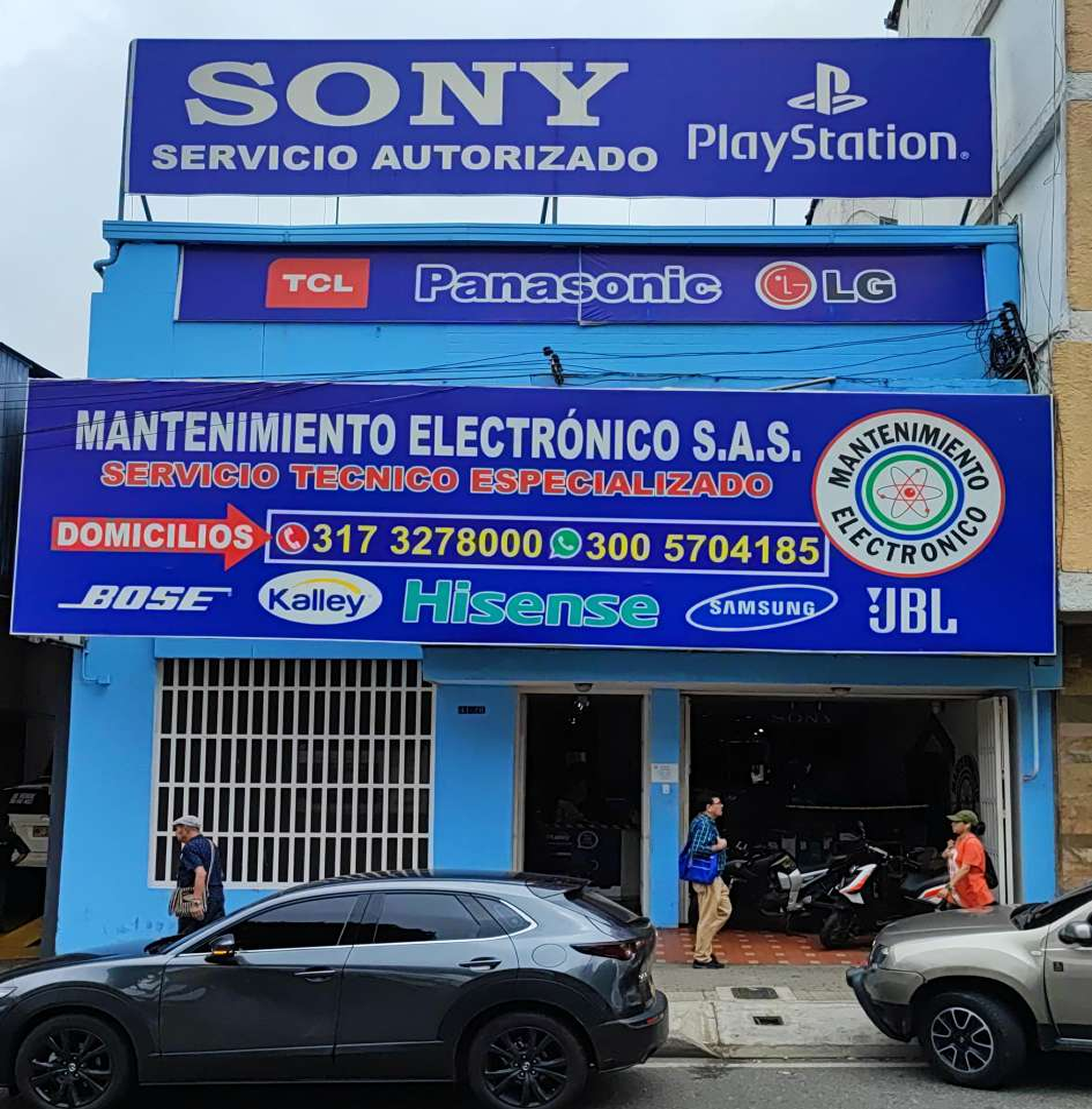 SONY
SERVICIO AUTORIZADO
PlayStation
TCL Panasonic LG
MANTENIMIENTO ELECTRÓNICO S.A.S.
SERVICIO TECNICO ESPECIALIZADO
DOMICILIOS 317 3278000 300 5704185
MANTENIMIENTO ELECTRONICO
BOSE Kalley Hisense SAMSUNG JBL
SONY